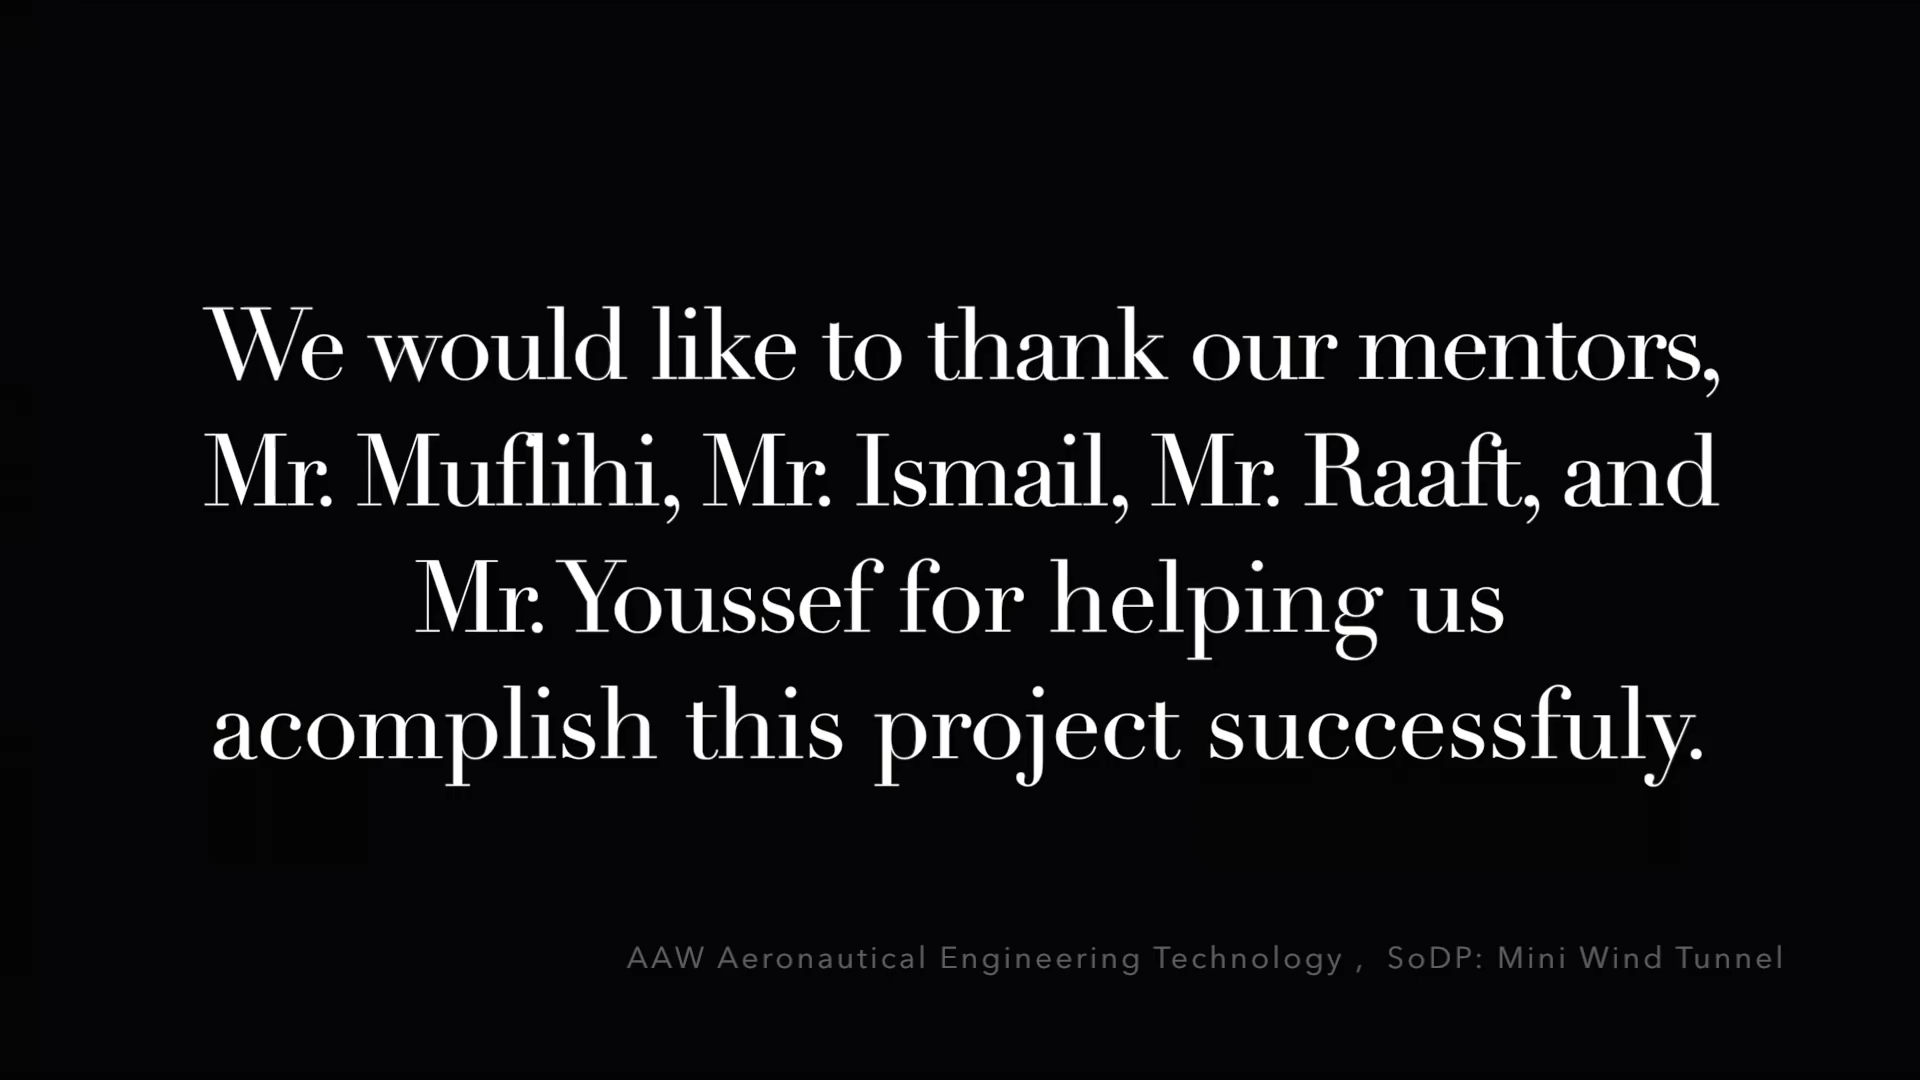 We would like to thank our mentors,
Mr. Muflihi, Mr. Ismail, Mr. Raaft, and
Mr. Youssef for helping us
acomplish this project successfuly.
AAW Aeronautical Engineering Technology , SoDP: Mini Wind Tunnel